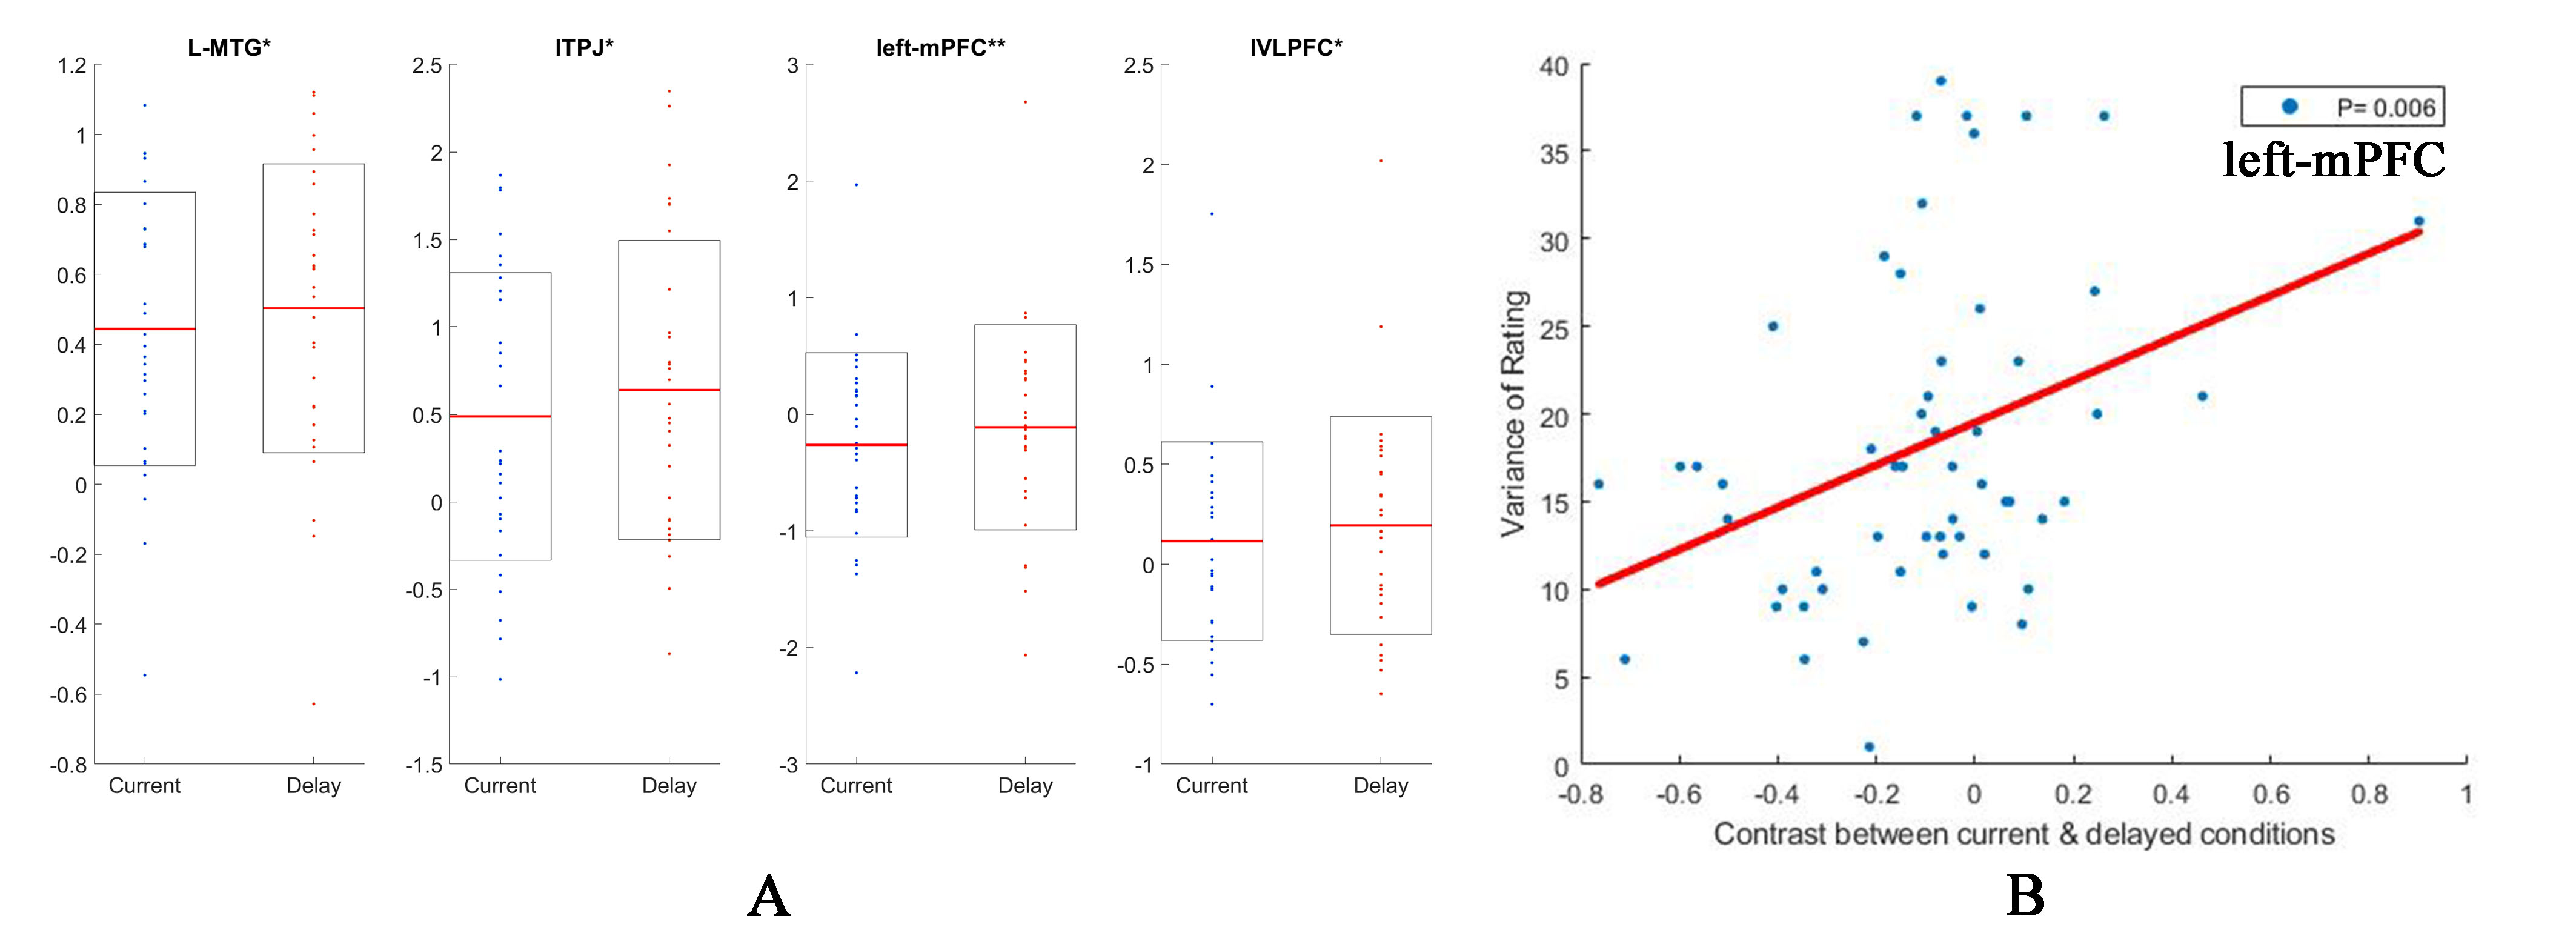 L-MTG*
1.2
1
0.8
0.6
0.4
0.2
0
-0.2
-0.4
-0.6
-0.8
Current Delay
lTPJ*
2.5
2
1.5
1
0.5
0
-0.5
-1
-1.5
Current Delay
left-mPFC**
3
2
1
0
-1
-2
-3
Current Delay
lVLPFC*
2.5
2
1.5
1
0.5
0
-0.5
-1
Current Delay
A
Variance of Rating
40
35
30
25
20
15
10
5
0
P= 0.006
left-mPFC
-0.8 -0.6 -0.4 -0.2 0 0.2 0.4 0.6 0.8 1
Contrast between current & delayed conditions
B